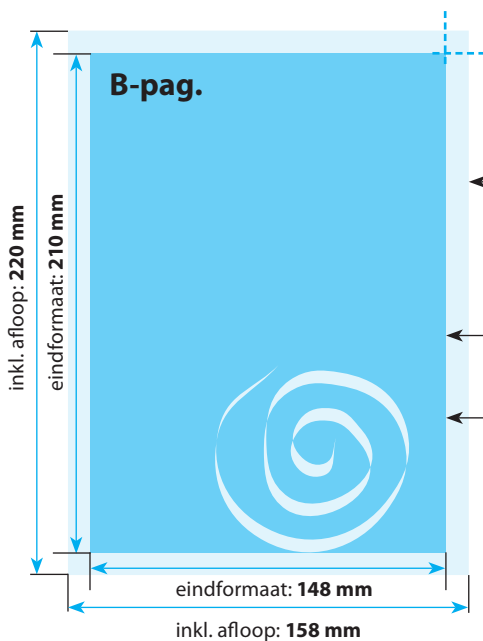 B-pag.
inkl. afloop: 220 mm
eindformaat: 210 mm
eindformaat: 148 mm
inkl. afloop: 158 mm